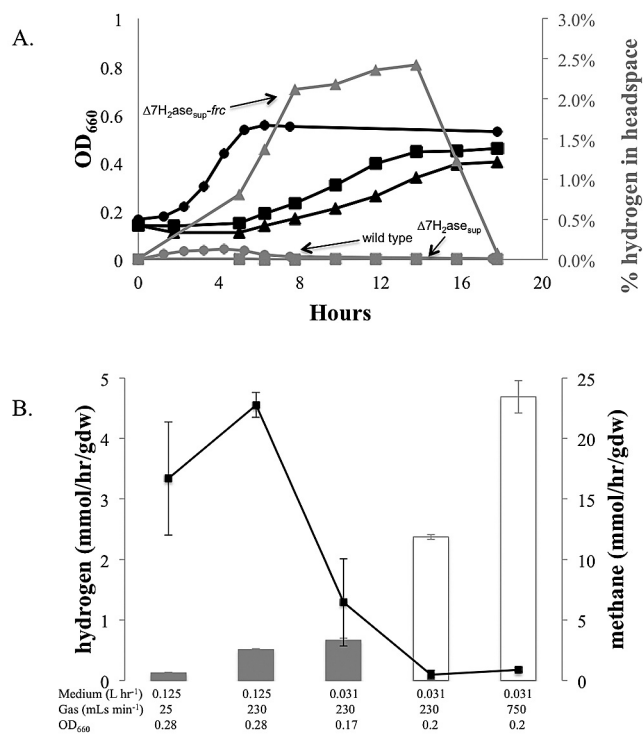 A.
OD660
1
0.8
0.6
0.4
0.2
0
3.0%
2.5%
2.0%
1.5%
1.0%
0.5%
0.0%
% hydrogen in headspace
Δ7H2asesup-frc
wild type
Δ7H2asesup
0 4 8 12 16 20
Hours
B.
hydrogen (mmol/hr/gdw)
5
4
3
2
1
0
25
20
15
10
5
0
methane (mmol/hr/gdw)
Medium (L hr-1) 0.125 0.125 0.031 0.031 0.031
Gas (mLs min-1) 25 230 230 230 750
OD660 0.28 0.28 0.17 0.2 0.2